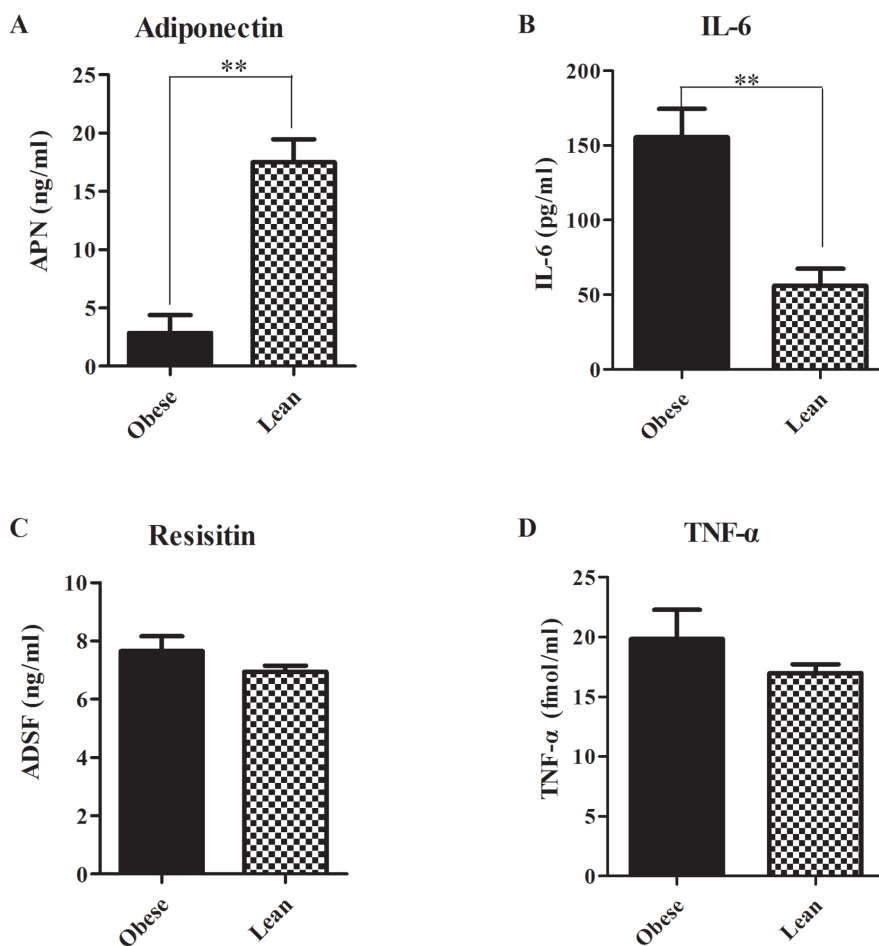 A
Adiponectin
**
25
20
15
10
5
0
APN (ng/ml)
Obese
Lean
B
IL-6
**
200
150
100
50
0
IL-6 (pg/ml)
Obese
Lean
C
Resisitin
10
8
6
4
2
0
ADSF (ng/ml)
Obese
Lean
D
TNF-α
25
20
15
10
5
0
TNF-α (fmol/ml)
Obese
Lean